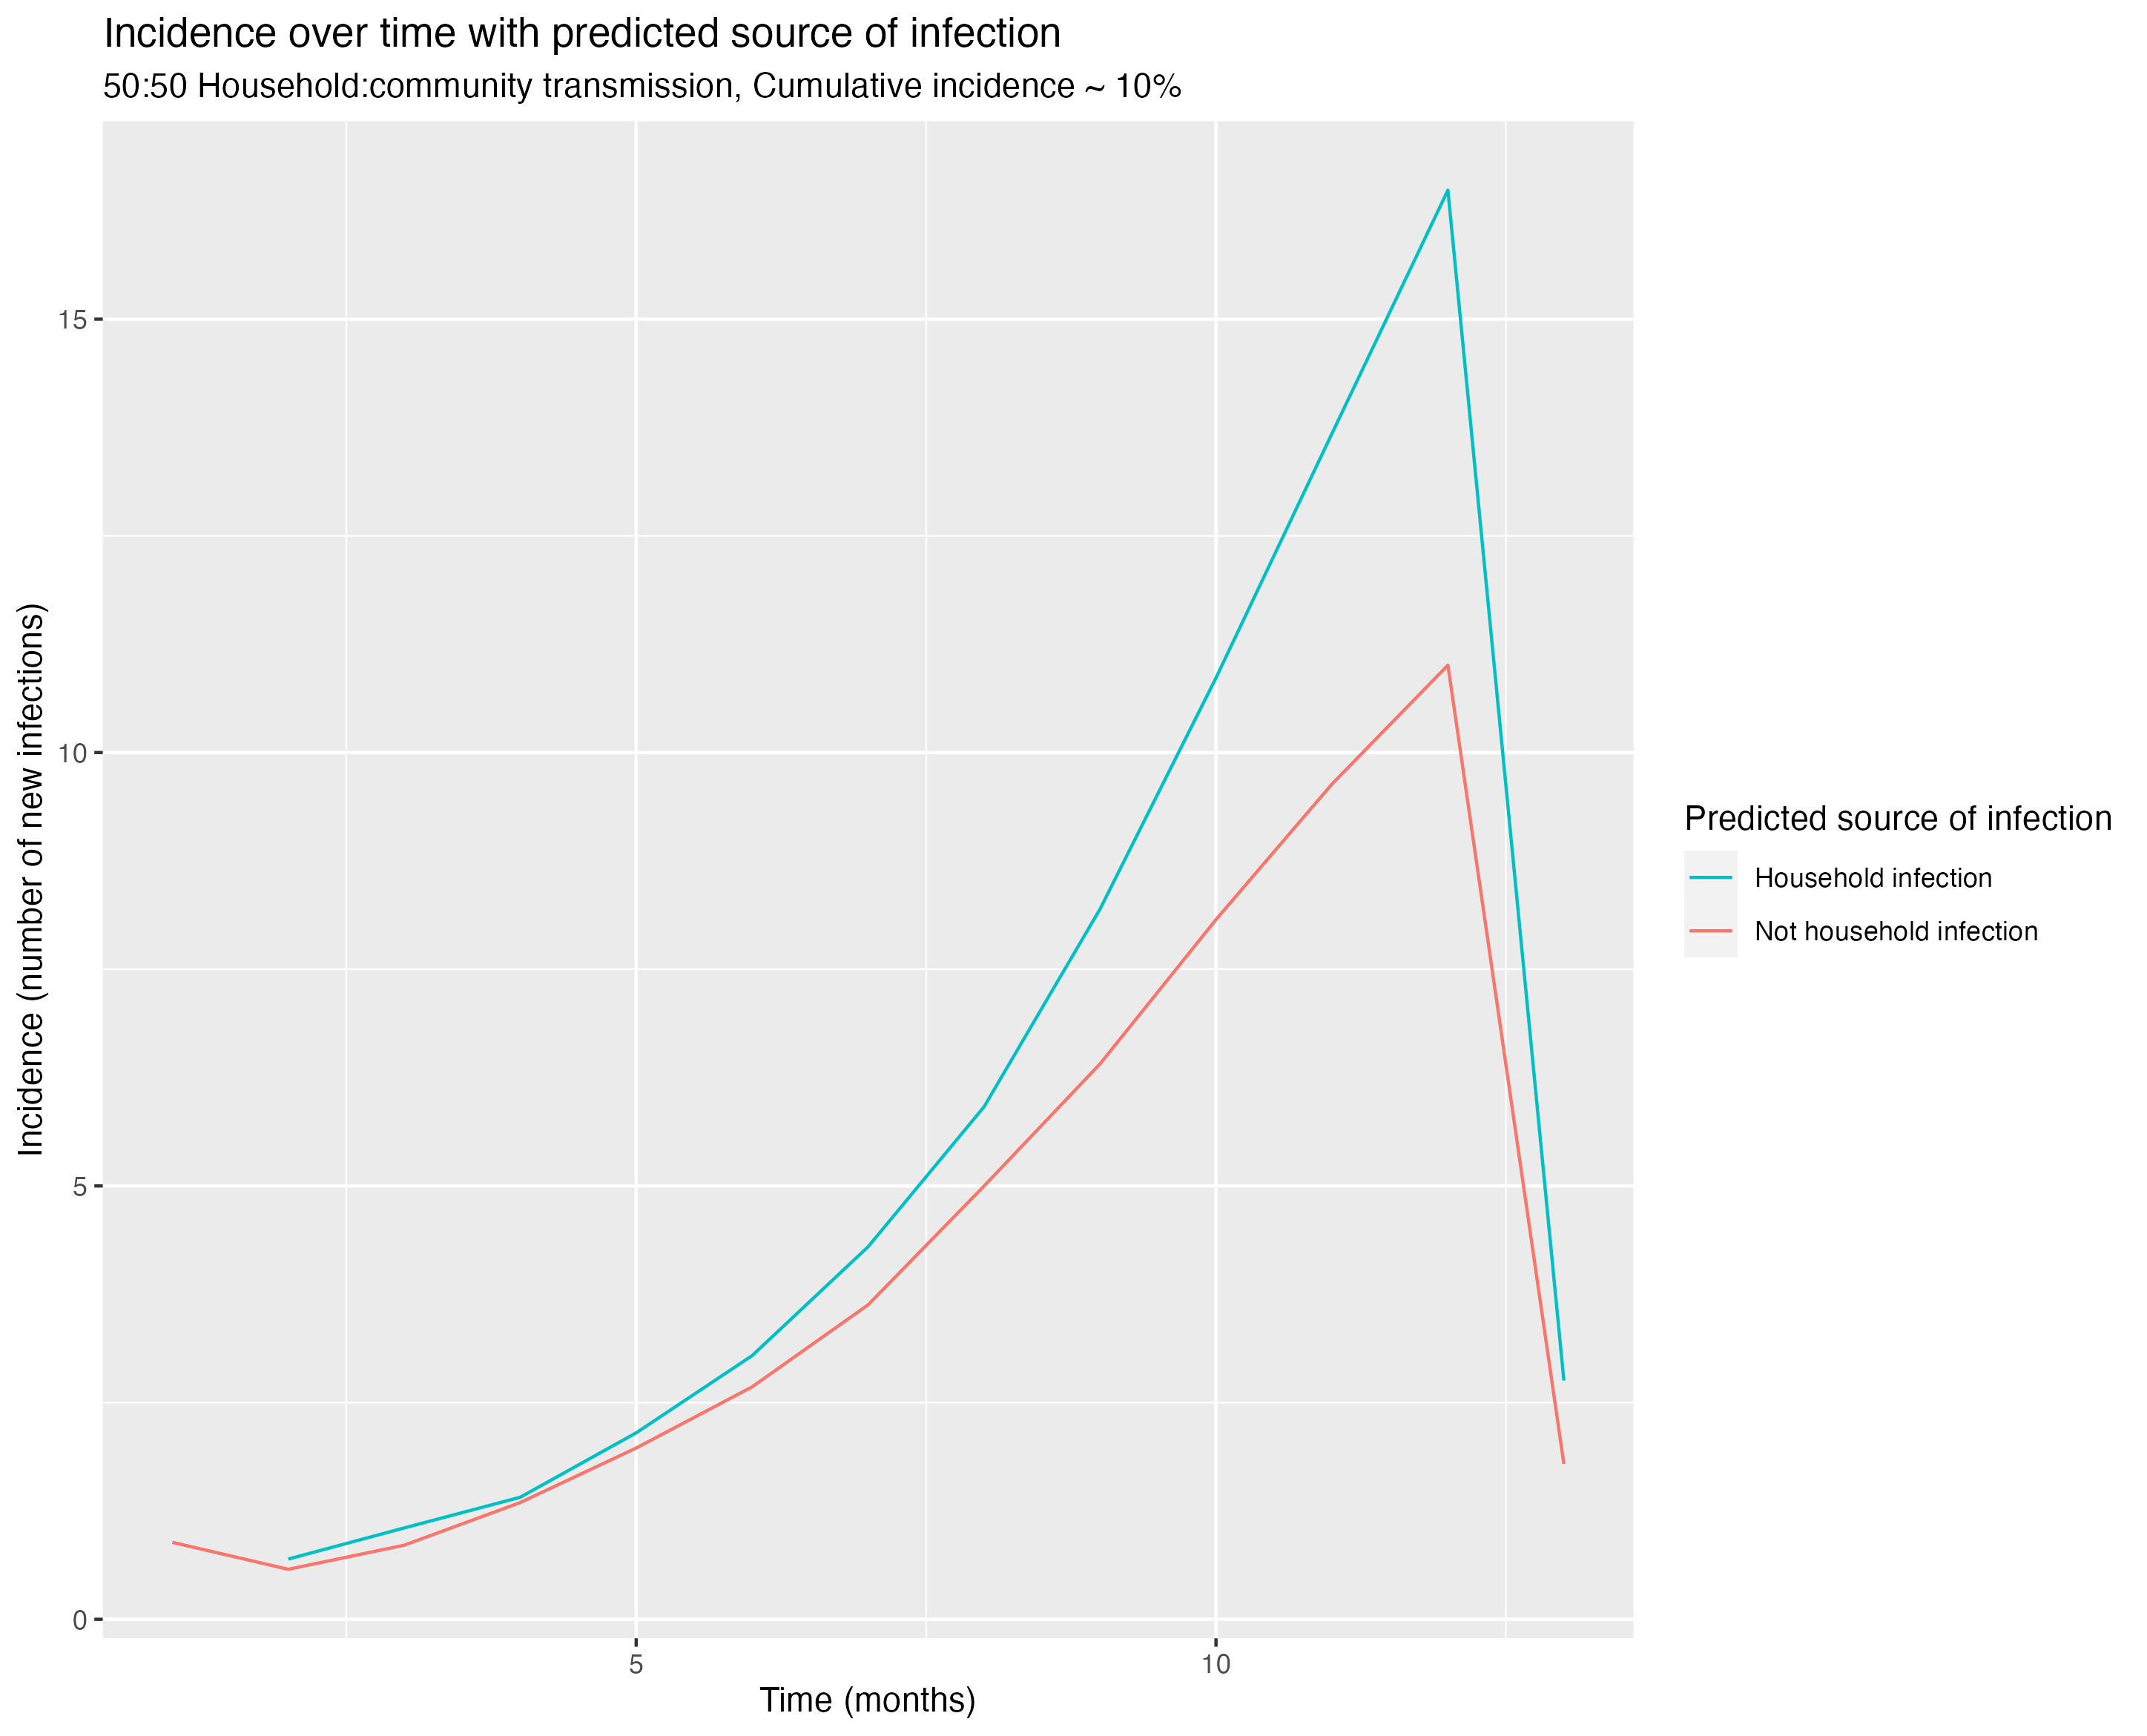 Incidence over time with predicted source of infection
50:50 Household:community transmission, Cumulative incidence ~ 10%
Incidence (number of new infections)
15
10
5
0
5
10
Time (months)
Predicted source of infection
Household infection
Not household infection